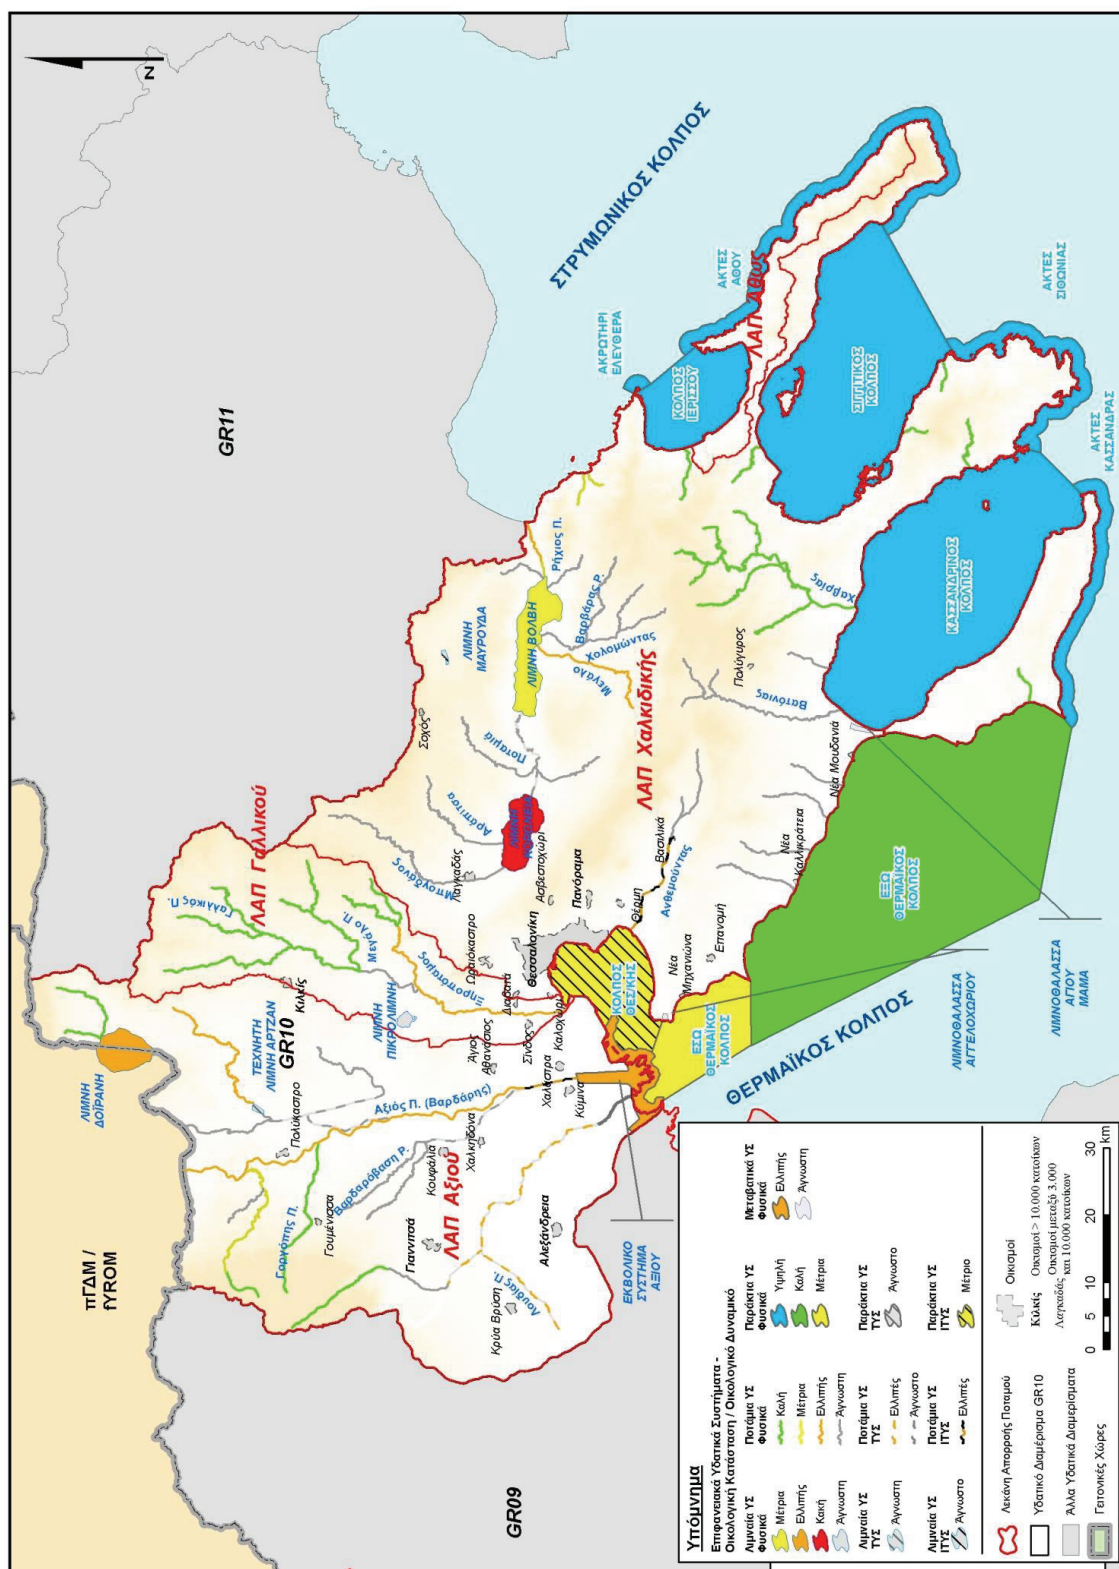 πΓΔΜ /
fYROM
GR11
GR10
GR09
N
ΛΙΜΝΗ
ΔΟΪΡΑΝΗ
ΤΕΧΝΗΤΗ
ΛΙΜΝΗ ΑΡΤΖΑΝ
ΛΙΜΝΗ
ΠΙΚΡΟΛΙΜΝΗ
ΛΑΠ Γαλλικού
Γαλλικός Π.
Μεγάλο Π.
Ξηροπόταμος
Κιλκίς
Πολύκαστρο
Αξιός Π. (Βαρδάρης)
Γοργόπης Π.
Γουμένισσα
Βαρδαρόβαση Ρ.
Κουφάλια
Χαλκηδόνα
Γιαννιτσά
ΛΑΠ Αξιού
Κρύα Βρύση
Λουδίας Π.
Αλεξάνδρεια
Άγιος
Αθανάσιος
Σίνδος
Χαλάστρα
Κύμινα
Καλοχώρι
Διαβατά
Ωραιόκαστρο
Θεσσαλονίκη
Ασβεστοχώρι
Πανόραμα
Λαγκαδάς
Μπογδάνας
Αράπιτσα
Σοχός
Ποταμιά
ΛΙΜΝΗ
ΚΟΡΩΝΕΙΑ
ΛΙΜΝΗ
ΜΑΥΡΟΥΔΑ
ΛΙΜΝΗ ΒΟΛΒΗ
Ρήχιος Π.
Βαρβάρας Ρ.
Χολομώντας
Μεγάλο
ΛΑΠ Χαλκιδικής
Θέρμη
Βασιλικά
Ανθεμούντας
Νέα
Μηχανιώνα
Επανομή
Νέα
Καλλικράτεια
Νέα Μουδανιά
Πολύγυρος
Βατόνιας
Χαβρίας
ΚΟΛΠΟΣ
ΘΕΣ/ΚΗΣ
ΕΣΩ
ΘΕΡΜΑΪΚΟΣ
ΚΟΛΠΟΣ
ΕΞΩ
ΘΕΡΜΑΪΚΟΣ
ΚΟΛΠΟΣ
ΘΕΡΜΑΪΚΟΣ ΚΟΛΠΟΣ
ΕΚΒΟΛΙΚΟ
ΣΥΣΤΗΜΑ
ΑΞΙΟΥ
ΛΙΜΝΟΘΑΛΑΣΣΑ
ΑΓΓΕΛΟΧΩΡΙΟΥ
ΛΙΜΝΟΘΑΛΑΣΣΑ
ΑΓΙΟΥ
ΜΑΜΑ
ΣΤΡΥΜΩΝΙΚΟΣ ΚΟΛΠΟΣ
ΑΚΡΩΤΗΡΙ
ΕΛΕΥΘΕΡΑ
ΑΚΤΕΣ
ΑΘΟΥ
ΚΟΛΠΟΣ
ΙΕΡΙΣΣΟΥ
ΛΑΠ Άθως
ΣΙΓΓΙΤΙΚΟΣ
ΚΟΛΠΟΣ
ΑΚΤΕΣ
ΣΙΘΩΝΙΑΣ
ΚΑΣΣΑΝΔΡΙΝΟΣ
ΚΟΛΠΟΣ
ΑΚΤΕΣ
ΚΑΣΣΑΝΔΡΑΣ
Υπόμνημα
Επιφανειακά Υδατικά Συστήματα -
Οικολογική Κατάσταση / Οικολογικό Δυναμικό
Λιμναία ΥΣ
Φυσικά
Μέτρια
Ελλιπής
Κακή
Άγνωστη
Λιμναία ΥΣ
ΤΥΣ
Άγνωστη
Λιμναία ΥΣ
ΙΤΥΣ
Άγνωστο
Ποτάμια ΥΣ
Φυσικά
Καλή
Μέτρια
Ελλιπής
Άγνωστη
Ποτάμια ΥΣ
ΤΥΣ
Ελλιπές
Άγνωστο
Ποτάμια ΥΣ
ΙΤΥΣ
Ελλιπές
Παράκτια ΥΣ
Φυσικά
Υψηλή
Καλή
Μέτρια
Παράκτια ΥΣ
ΤΥΣ
Άγνωστο
Παράκτια ΥΣ
ΙΤΥΣ
Μέτριο
Μεταβατικά ΥΣ
Φυσικά
Ελλιπής
Άγνωστη
Λεκάνη Απορροής Ποταμού
Υδατικό Διαμέρισμα GR10
Άλλα Υδατικά Διαμερίσματα
Γειτονικές Χώρες
Οικισμοί
Κιλκίς Οικισμοί > 10.000 κατοίκων
Λαγκαδάς Οικισμοί μεταξύ 3.000
και 10.000 κατοίκων
0 5 10 20 30
km